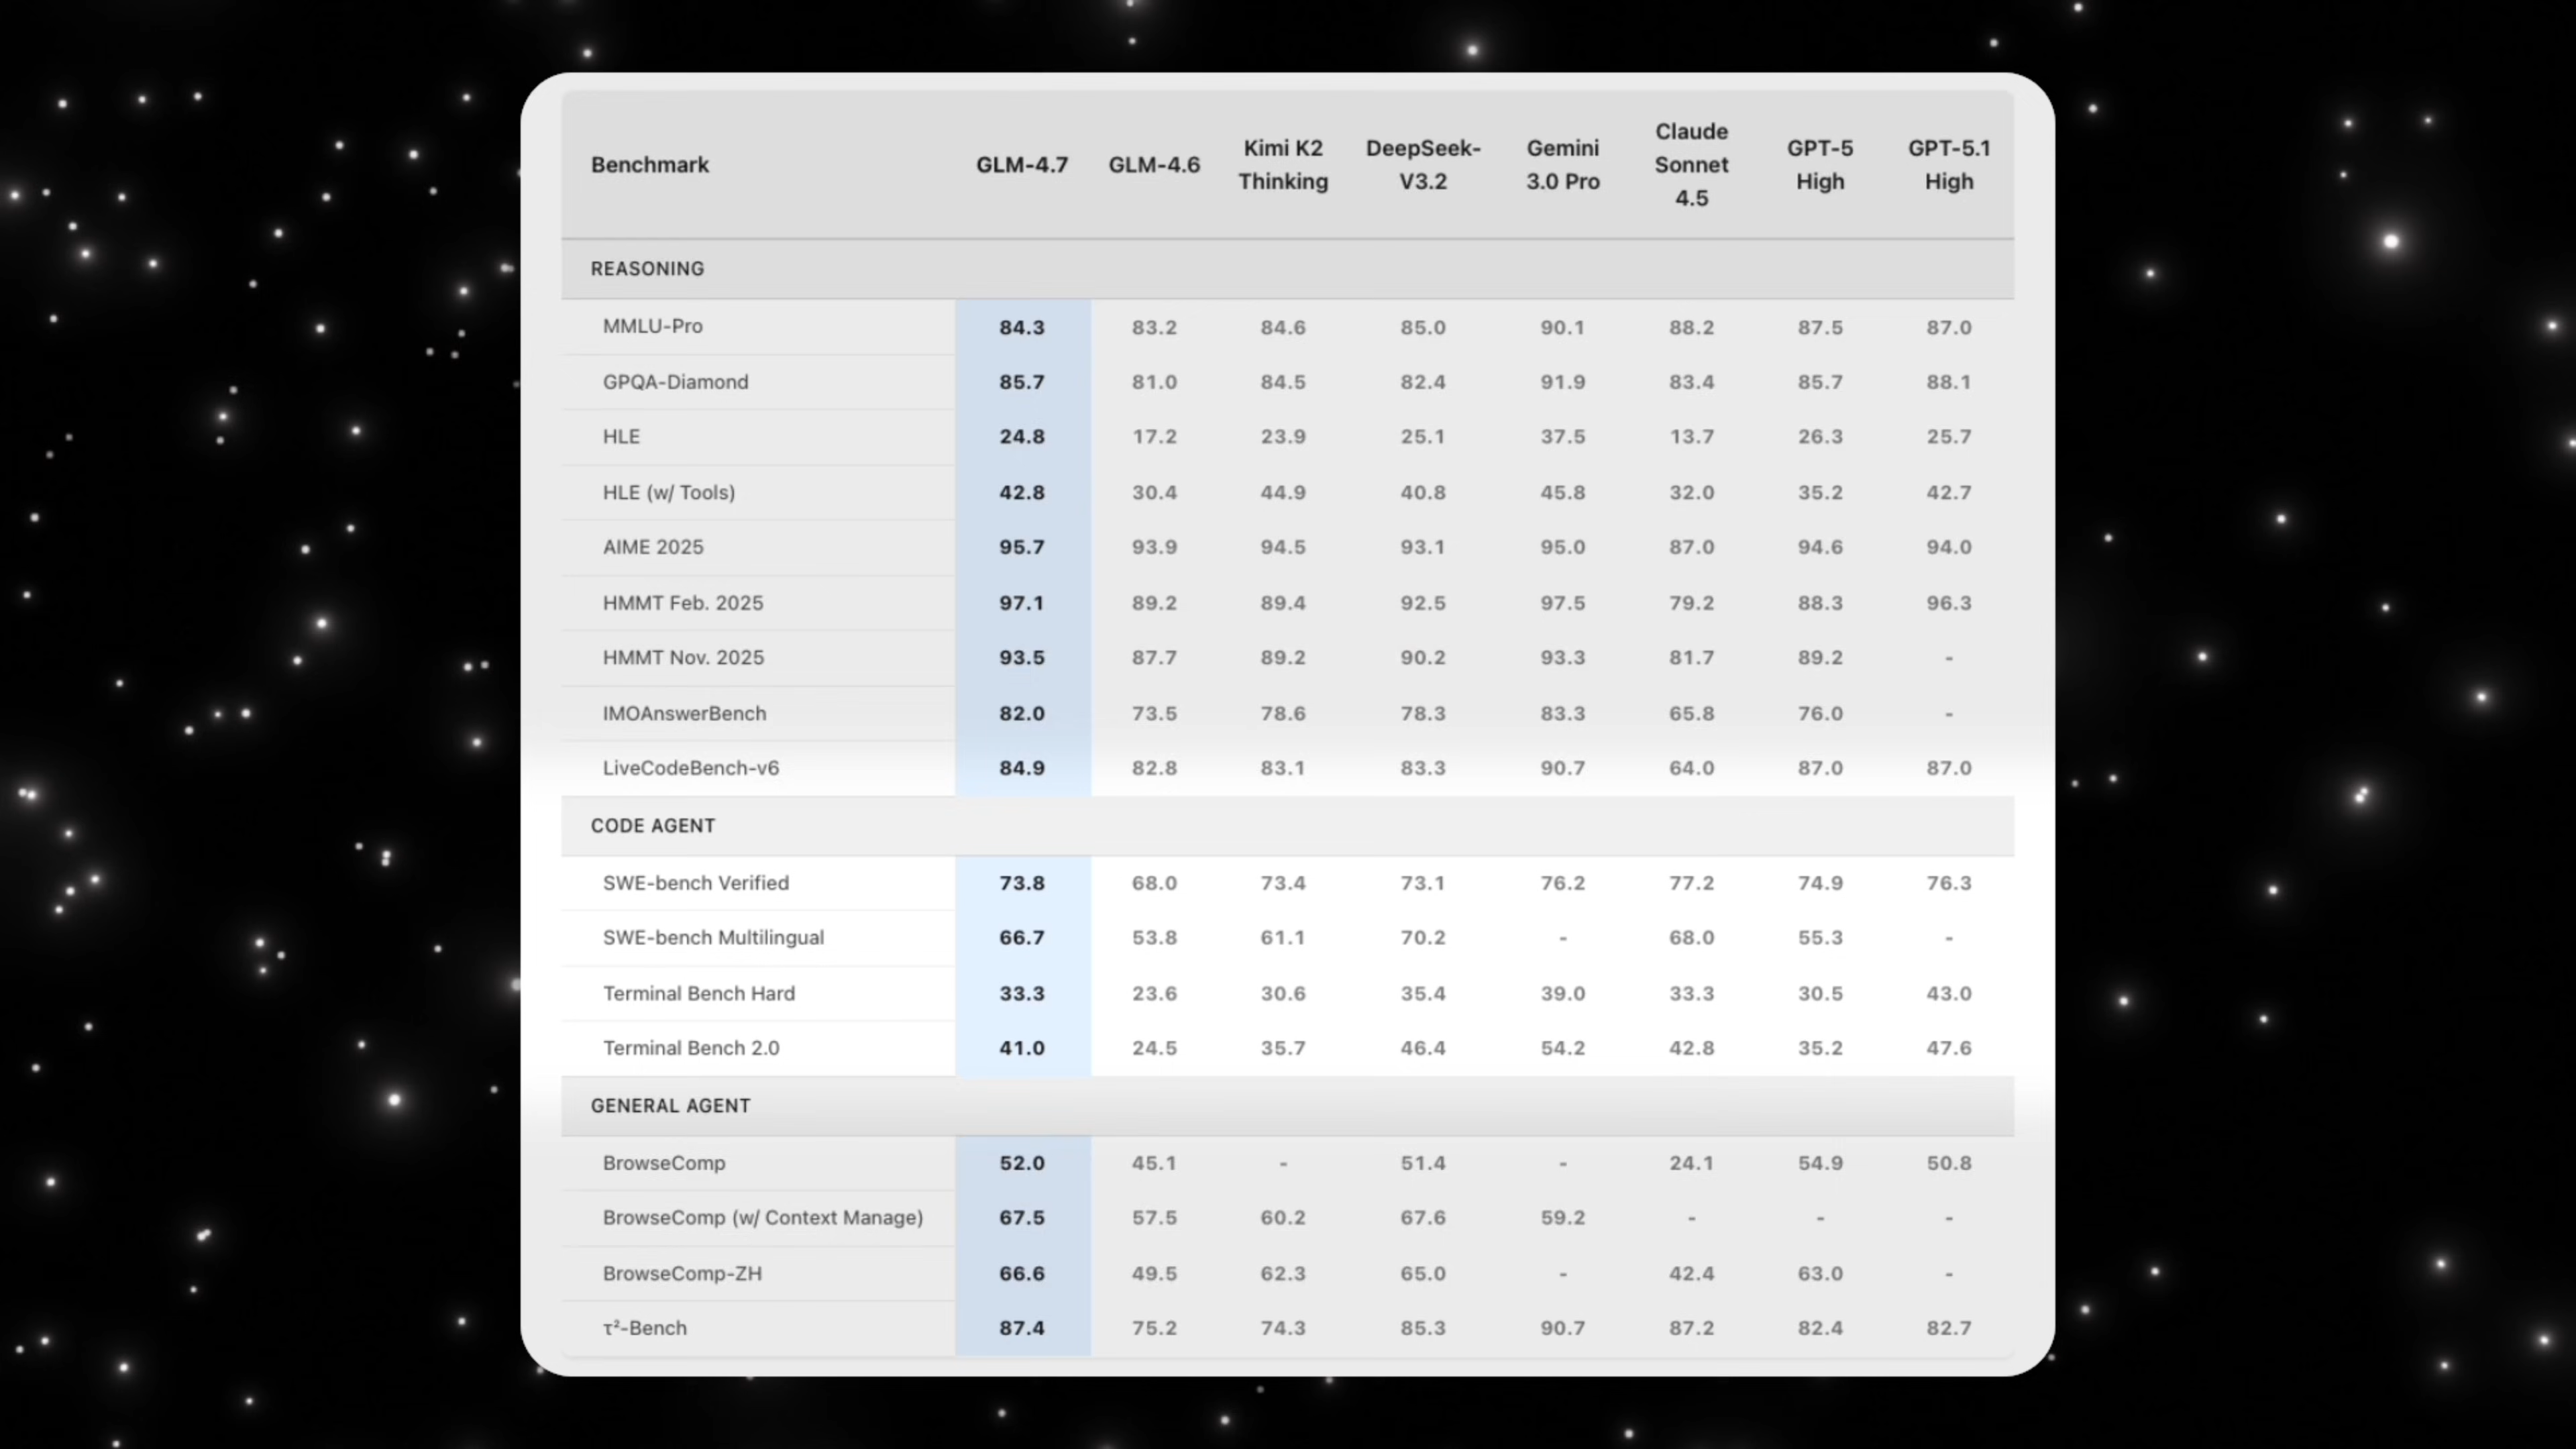 Benchmark GLM-4.7 GLM-4.6 Kimi K2 Thinking DeepSeek-V3.2 Gemini 3.0 Pro Claude Sonnet 4.5 GPT-5 High GPT-5.1 High
REASONING
MMLU-Pro 84.3 83.2 84.6 85.0 90.1 88.2 87.5 87.0
GPQA-Diamond 85.7 81.0 84.5 82.4 91.9 83.4 85.7 88.1
HLE 24.8 17.2 23.9 25.1 37.5 13.7 26.3 25.7
HLE (w/ Tools) 42.8 30.4 44.9 40.8 45.8 32.0 35.2 42.7
AIME 2025 95.7 93.9 94.5 93.1 95.0 87.0 94.6 94.0
HMMT Feb. 2025 97.1 89.2 89.4 92.5 97.5 79.2 88.3 96.3
HMMT Nov. 2025 93.5 87.7 89.2 90.2 93.3 81.7 89.2 -
IMOAnswerBench 82.0 73.5 78.6 78.3 83.3 65.8 76.0 -
LiveCodeBench-v6 84.9 82.8 83.1 83.3 90.7 64.0 87.0 87.0
CODE AGENT
SWE-bench Verified 73.8 68.0 73.4 73.1 76.2 77.2 74.9 76.3
SWE-bench Multilingual 66.7 53.8 61.1 70.2 - 68.0 55.3 -
Terminal Bench Hard 33.3 23.6 30.6 35.4 39.0 33.3 30.5 43.0
Terminal Bench 2.0 41.0 24.5 35.7 46.4 54.2 42.8 35.2 47.6
GENERAL AGENT
BrowseComp 52.0 45.1 - 51.4 - 24.1 54.9 50.8
BrowseComp (w/ Context Manage) 67.5 57.5 60.2 67.6 59.2 - - -
BrowseComp-ZH 66.6 49.5 62.3 65.0 - 42.4 63.0 -
τ²-Bench 87.4 75.2 74.3 85.3 90.7 87.2 82.4 82.7